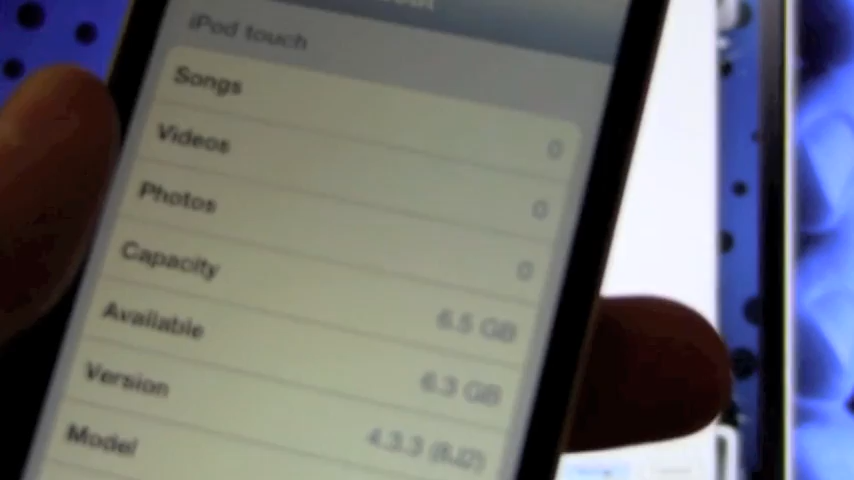 iPod touch
Songs 0
Videos 0
Photos 0
Capacity 6.5 GB
Available 6.3 GB
Version 4.3.3 (8J2)
Model